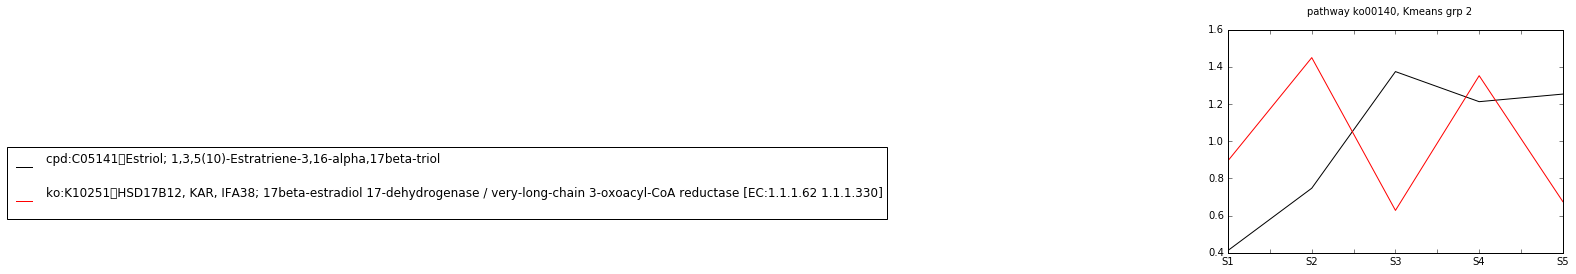 pathway ko00140, Kmeans grp 2
1.6
1.4
1.2
1.0
0.8
0.6
0.4
S1 S2 S3 S4 S5
cpd:C05141▯Estriol; 1,3,5(10)-Estratriene-3,16-alpha,17beta-triol
ko:K10251▯HSD17B12, KAR, IFA38; 17beta-estradiol 17-dehydrogenase / very-long-chain 3-oxoacyl-CoA reductase [EC:1.1.1.62 1.1.1.330]